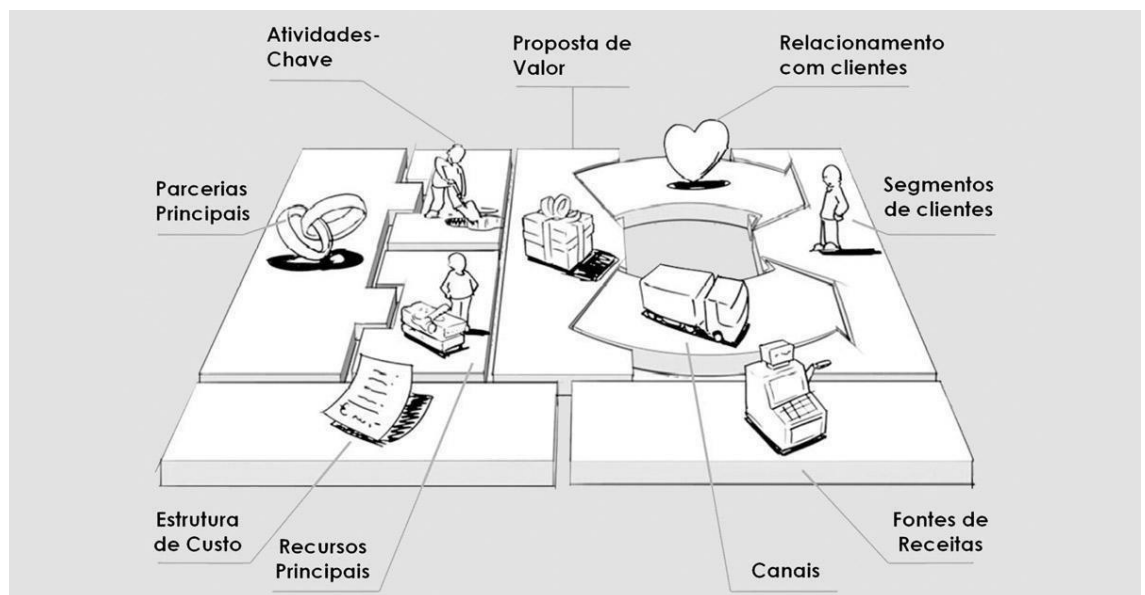 Atividades-
Chave
Proposta de
Valor
Relacionamento
com clientes
Parcerias
Principais
Segmentos
de clientes
Estrutura
de Custo
Recursos
Principais
Canais
Fontes de
Receitas